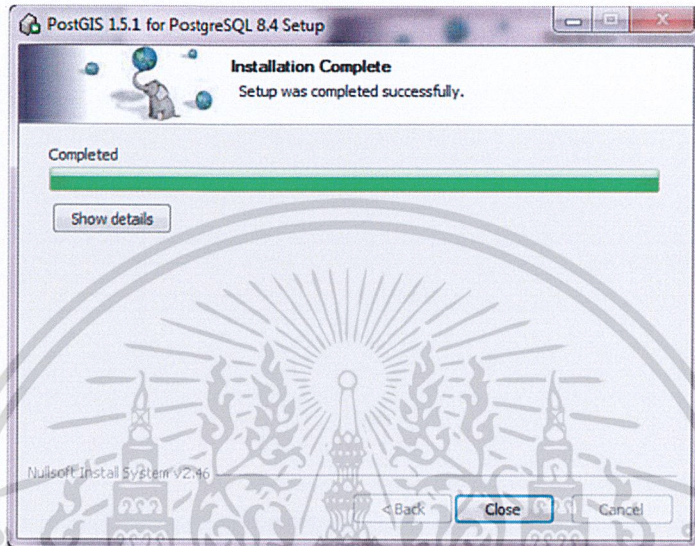 PostGIS 1.5.1 for PostgreSQL 8.4 Setup
Installation Complete
Setup was completed successfully.
Completed
Show details
Nullsoft Install System v2.46
< Back
Close
Cancel